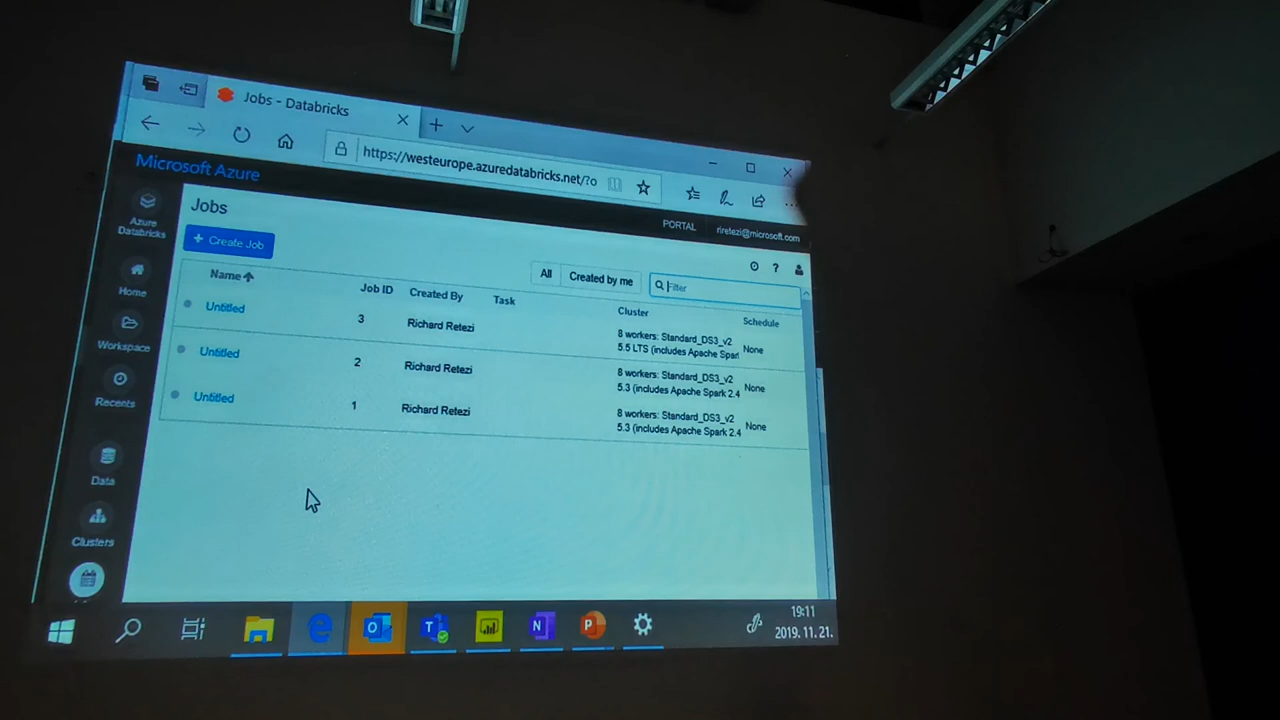 Jobs - Databricks
https://westeurope.azuredatabricks.net/?o
Microsoft Azure
PORTAL
riretezi@microsoft.com
Azure
Databricks
Home
Workspace
Recents
Data
Clusters
Jobs
+ Create Job
All
Created by me
Filter
Name Job ID Created By Task Cluster Schedule
Untitled 3 Richard Retezi 8 workers: Standard_DS3_v2 None
5.5 LTS (includes Apache Spar
Untitled 2 Richard Retezi 8 workers: Standard_DS3_v2 None
5.3 (includes Apache Spark 2.4
Untitled 1 Richard Retezi 8 workers: Standard_DS3_v2 None
5.3 (includes Apache Spark 2.4
19:11
2019. 11. 21.